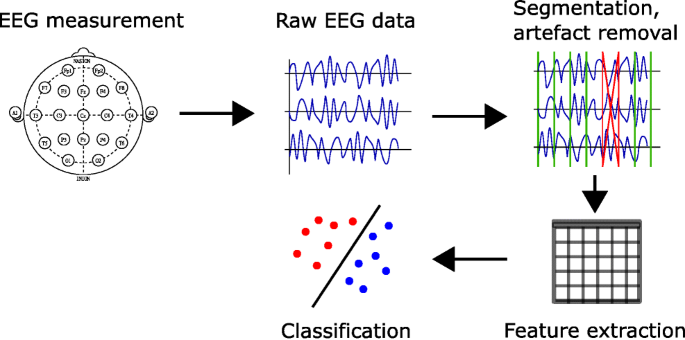 EEG measurement
Raw EEG data
Segmentation,
artefact removal
NASION
Fp1 Fp2
F7 F3 Fz F4 F8
A1 T3 C3 Cz C4 T4 A2
T5 P3 Pz P4 T6
O1 O2
INION
Classification
Feature extraction